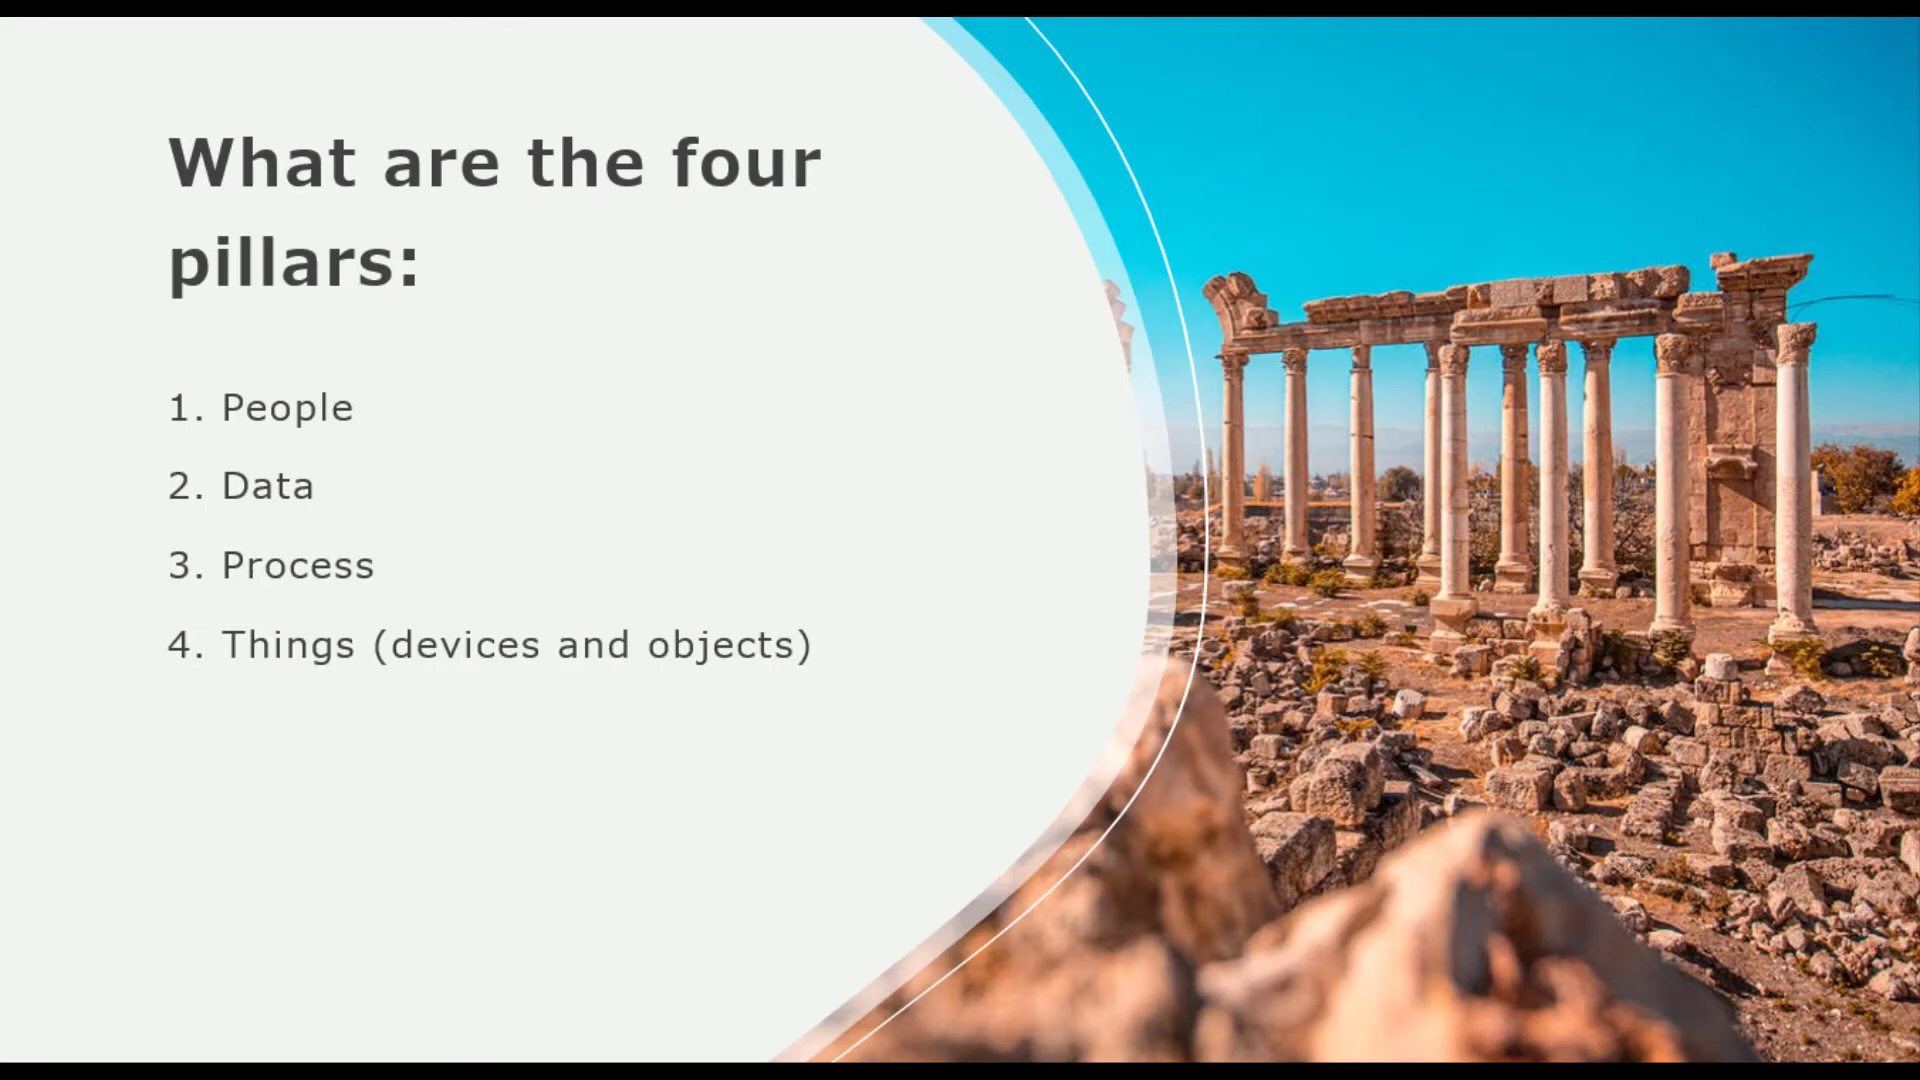 What are the four
pillars:
1. People
2. Data
3. Process
4. Things (devices and objects)